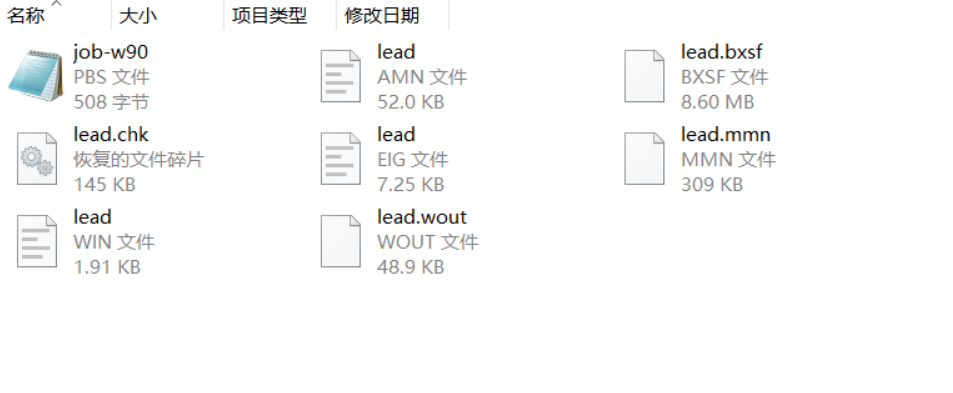 名称 大小 项目类型 修改日期
job-w90
PBS 文件
508 字节
lead
AMN 文件
52.0 KB
lead.bxsf
BXSF 文件
8.60 MB
lead.chk
恢复的文件碎片
145 KB
lead
EIG 文件
7.25 KB
lead.mmn
MMN 文件
309 KB
lead
WIN 文件
1.91 KB
lead.wout
WOUT 文件
48.9 KB